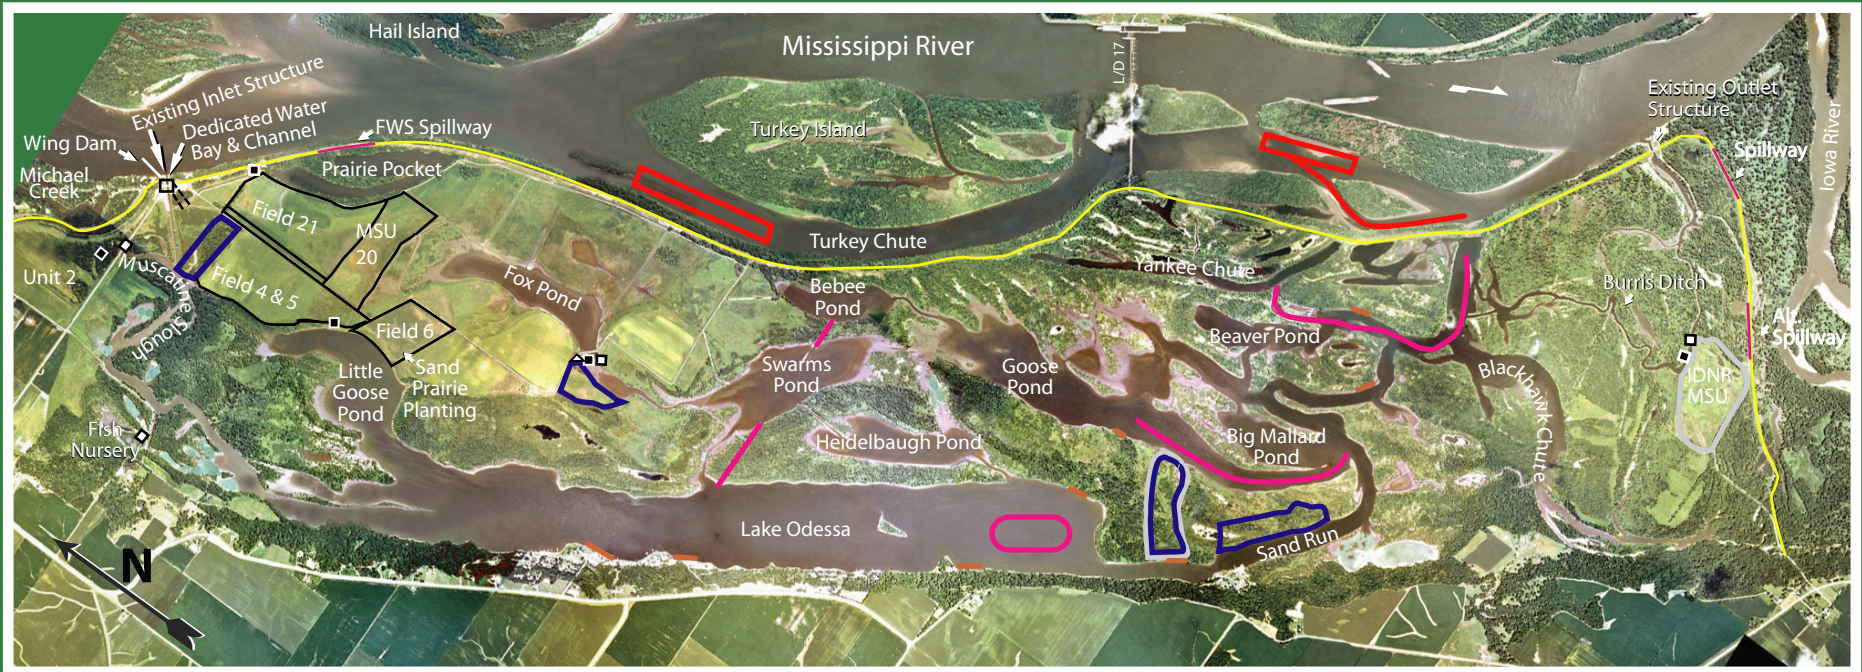 Hail Island
Mississippi River
L/D 17
Existing Inlet Structure
Dedicated Water
Bay & Channel
FWS Spillway
Wing Dam
Michael
Creek
Prairie Pocket
Turkey Island
Existing Outlet
Structure
Spillway
Iowa River
Field 21
MSU
20
Turkey Chute
Unit 2
Muscatine
Slough
Field 4 & 5
Fox Pond
Bebee
Pond
Yankee Chute
Burris Ditch
Alt.
Spillway
Field 6
Sand
Prairie
Planting
Little
Goose
Pond
Swarms
Pond
Goose
Pond
Beaver Pond
Blackhawk Chute
IDNR
MSU
Fish
Nursery
Heidelbaugh Pond
Big Mallard
Pond
Lake Odessa
Sand Run
N